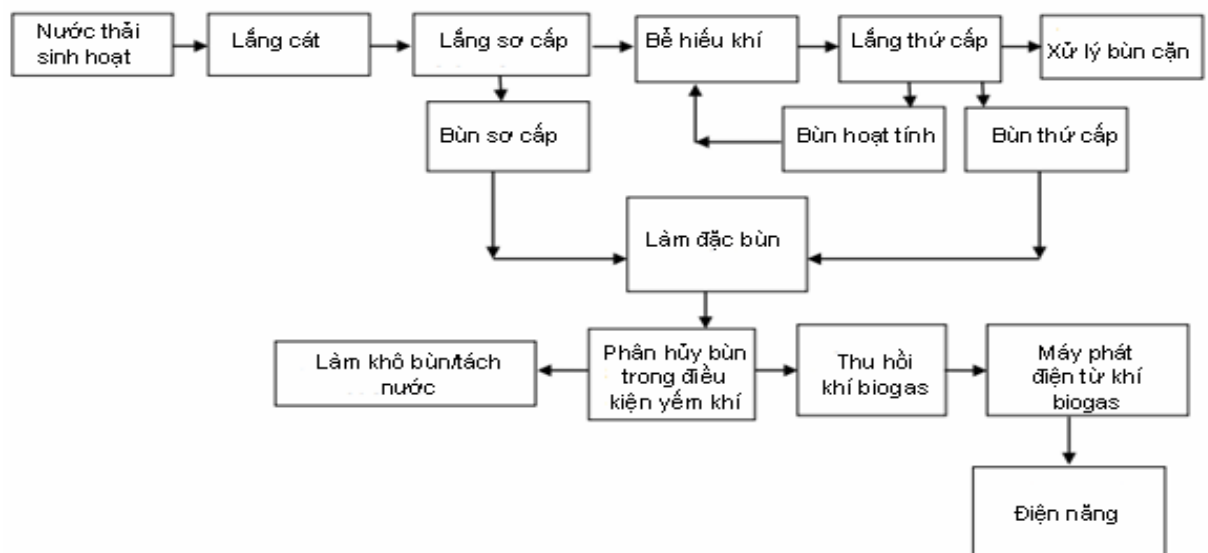 Nước thải
sinh hoạt
Lắng cát
Lắng sơ cấp
Bể hiếu khí
Lắng thứ cấp
Xử lý bùn cặn
Bùn sơ cấp
Bùn hoạt tính
Bùn thứ cấp
Làm đặc bùn
Làm khô bùn/tách
nước
Phân hủy bùn
trong điều
kiện yếm khí
Thu hồi
khí biogas
Máy phát
điện từ khí
biogas
Điện năng